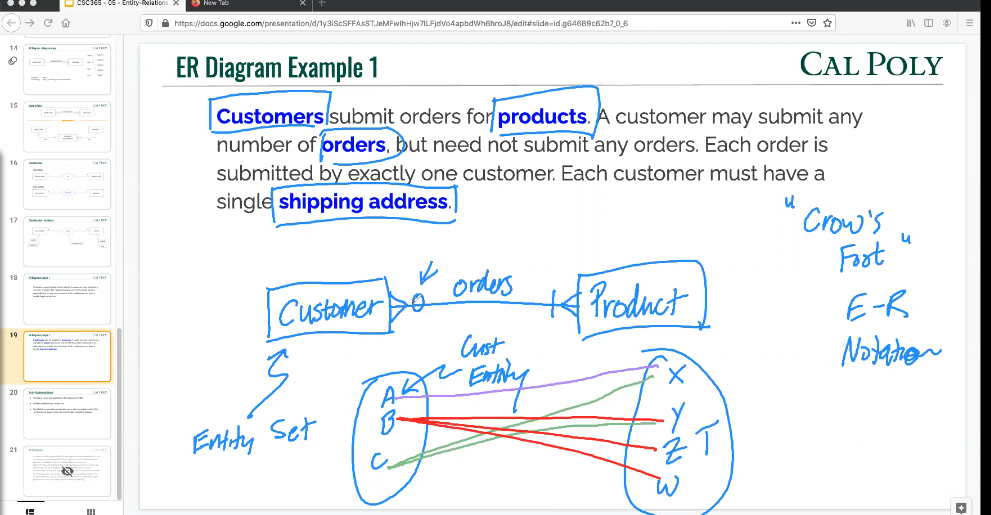 CSC365 - 05 - Entity-Relations
New Tab
https://docs.google.com/presentation/d/1y3iScSFFAsSTJeMFwIhHjw7ILFjdVo4apbdWh6hroJ8/edit#slide=id.g64689c62b7_0_6
14
15
16
17
18
19
20
21
ER Diagram Example 1
CAL POLY
Customers submit orders for products. A customer may submit any
number of orders, but need not submit any orders. Each order is
submitted by exactly one customer. Each customer must have a
single shipping address.
"Crow's
Foot"
E-R
Notation
Customer
orders
Product
Cust
Entity
Entity Set
A
B
C
X
Y
Z
T
W